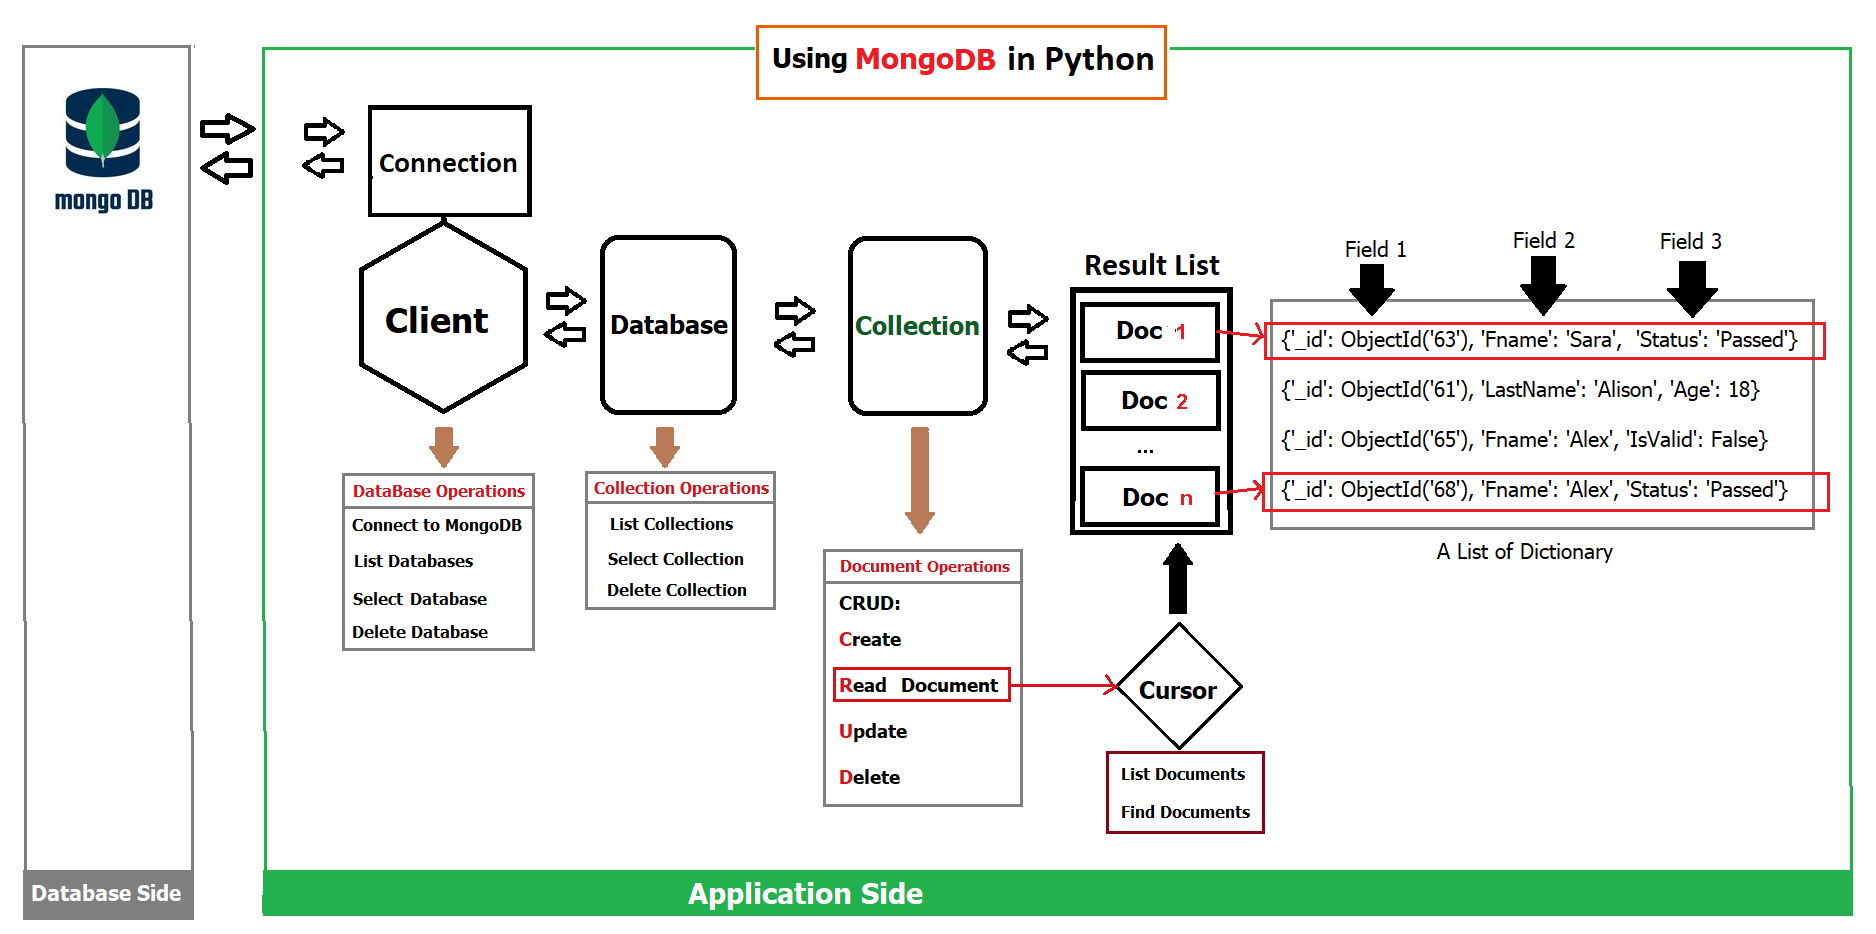 Using MongoDB in Python
mongo DB
Connection
Client
Database
Collection
Result List
Doc 1
Doc 2
...
Doc n
Field 1
Field 2
Field 3
{'_id': ObjectId('63'), 'Fname': 'Sara', 'Status': 'Passed'}
{'_id': ObjectId('61'), 'LastName': 'Alison', 'Age': 18}
{'_id': ObjectId('65'), 'Fname': 'Alex', 'IsValid': False}
{'_id': ObjectId('68'), 'Fname': 'Alex', 'Status': 'Passed'}
A List of Dictionary
DataBase Operations
Connect to MongoDB
List Databases
Select Database
Delete Database
Collection Operations
List Collections
Select Collection
Delete Collection
Document Operations
CRUD:
Create
Read Document
Update
Delete
Cursor
List Documents
Find Documents
Database Side
Application Side